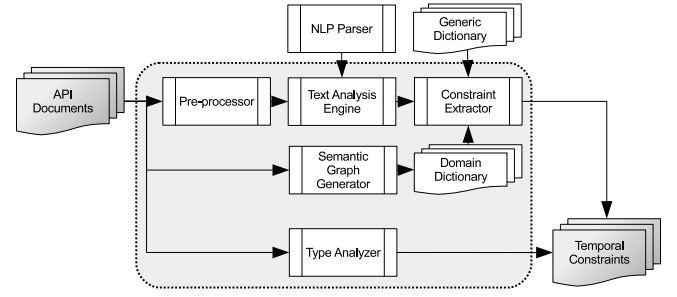 NLP Parser
Generic
Dictionary
API
Documents
Pre-processor
Text Analysis
Engine
Constraint
Extractor
Semantic
Graph
Generator
Domain
Dictionary
Type Analyzer
Temporal
Constraints